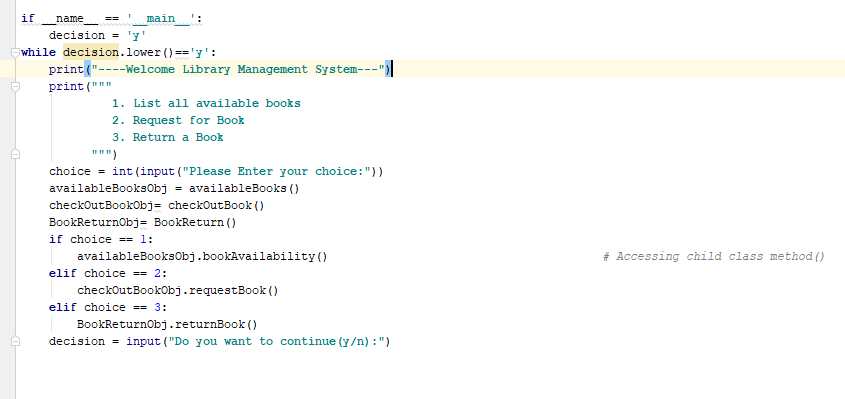 if __name__ == '__main__':
    decision = 'y'
while decision.lower()=='y':
    print("----Welcome Library Management System---")
    print("""
             1. List all available books
             2. Request for Book
             3. Return a Book
          """)
    choice = int(input("Please Enter your choice:"))
    availableBooksObj = availableBooks()
    checkOutBookObj= checkOutBook()
    BookReturnObj= BookReturn()
    if choice == 1:
        availableBooksObj.bookAvailability()                                       # Accessing child class method()
    elif choice == 2:
        checkOutBookObj.requestBook()
    elif choice == 3:
        BookReturnObj.returnBook()
    decision = input("Do you want to continue(y/n):")